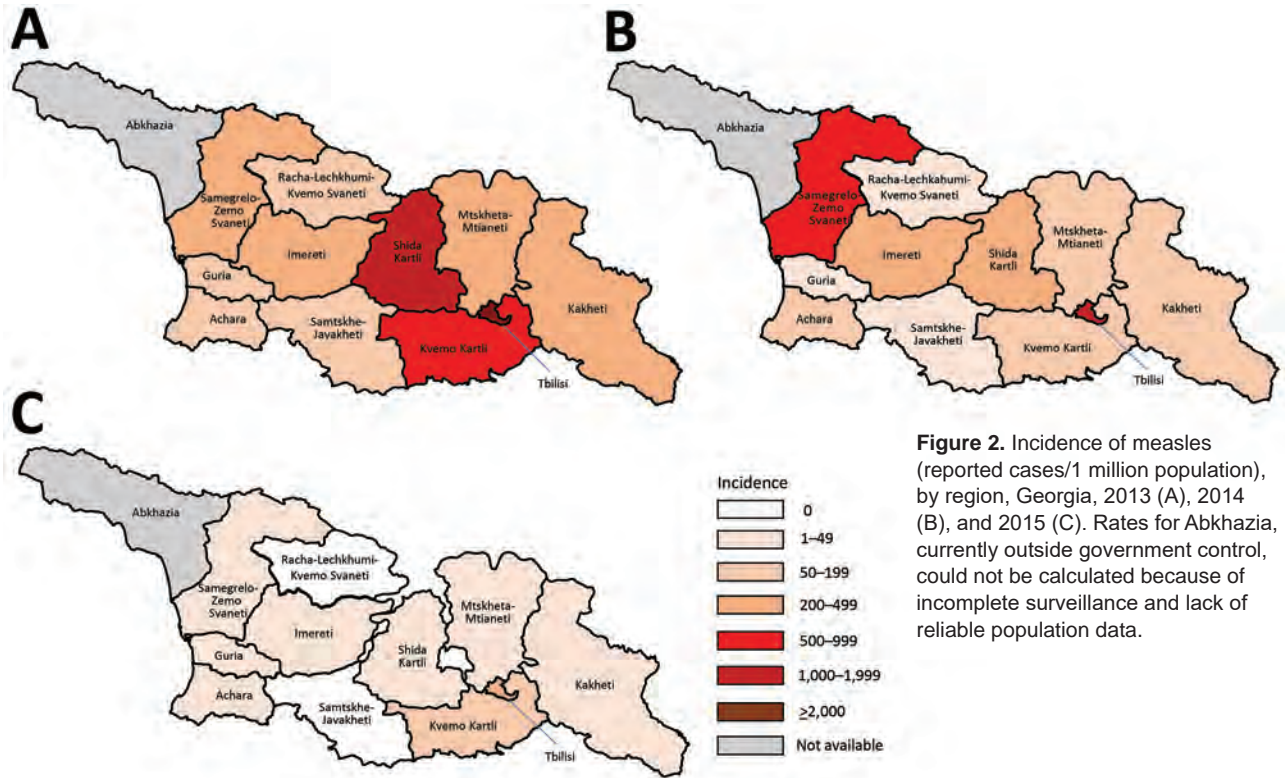 A
Abkhazia
Racha-Lechkhumi-
Kvemo Svaneti
Samegrelo-
Zemo
Svaneti
Mtskheta-
Mtianeti
Shida
Kartli
Imereti
Guria
Kakheti
Achara
Samtskhe-
Javakheti
Kvemo Kartli
Tbilisi
B
Abkhazia
Racha-Lechkahumi-
Kvemo Svaneti
Samegrelo-
Zemo
Svaneti
Mtskheta-
Mtianeti
Shida
Kartli
Imereti
Guria
Kakheti
Achara
Samtskhe-
Javakheti
Kvemo Kartli
Tbilisi
C
Abkhazia
Racha-Lechkhumi-
Kvemo Svaneti
Samegrelo-
Zemo
Svaneti
Mtskheta-
Mtianeti
Imereti
Shida
Kartli
Guria
Kakheti
Achara
Samtskhe-
Javakheti
Kvemo Kartli
Tbilisi
Incidence
0
1–49
50–199
200–499
500–999
1,000–1,999
≥2,000
Not available
Figure 2. Incidence of measles
(reported cases/1 million population),
by region, Georgia, 2013 (A), 2014
(B), and 2015 (C). Rates for Abkhazia,
currently outside government control,
could not be calculated because of
incomplete surveillance and lack of
reliable population data.